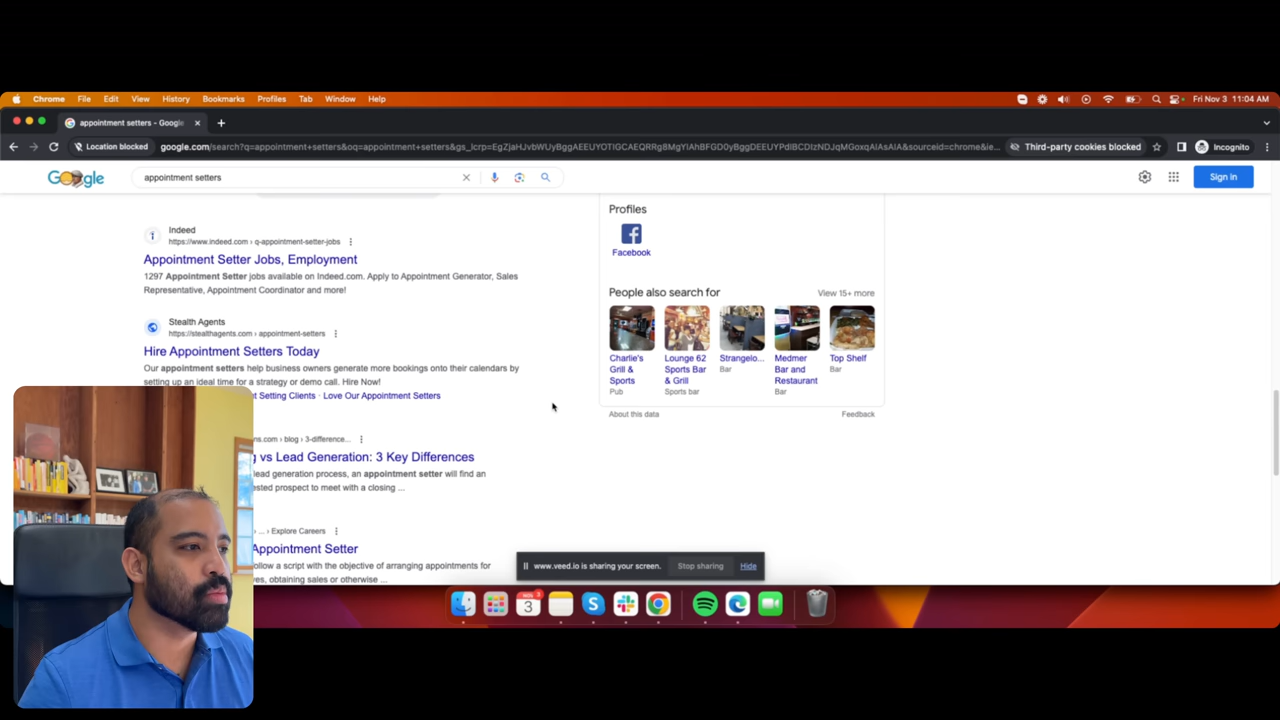 Chrome File Edit View History Bookmarks Profiles Tab Window Help
Fri Nov 3 11:04 AM
appointment setters - Google
Location blocked
google.com/search?q=appointment+setters&oq=appointment+setters&gs_lcrp=
Third-party cookies blocked
Incognito
Google
appointment setters
Sign in
Indeed
https://www.indeed.com › q-appointment-setter-jobs
Appointment Setter Jobs, Employment
1297 Appointment Setter jobs available on Indeed.com. Apply to Appointment Generator, Sales
Representative, Appointment Coordinator and more!
Stealth Agents
https://stealthagents.com › appointment-setters
Hire Appointment Setters Today
Our appointment setters help business owners generate more bookings onto their calendars by
setting up an ideal time for a strategy or demo call. Hire Now!
Setting Clients · Love Our Appointment Setters
ns.com › blog › 3-difference...
vs Lead Generation: 3 Key Differences
lead generation process, an appointment setter will find an
prospect to meet with a closing ...
... › Explore Careers
Appointment Setter
follow a script with the objective of arranging appointments for
obtaining sales or otherwise ...
Profiles
Facebook
People also search for
View 15+ more
Charlie's
Grill &
Sports
Pub
Lounge 62
Sports Bar
& Grill
Sports bar
Strangelo...
Bar
Medmer
Bar and
Restaurant
Bar
Top Shelf
Bar
About this data
Feedback
www.veed.io is sharing your screen.
Stop sharing
Hide
3